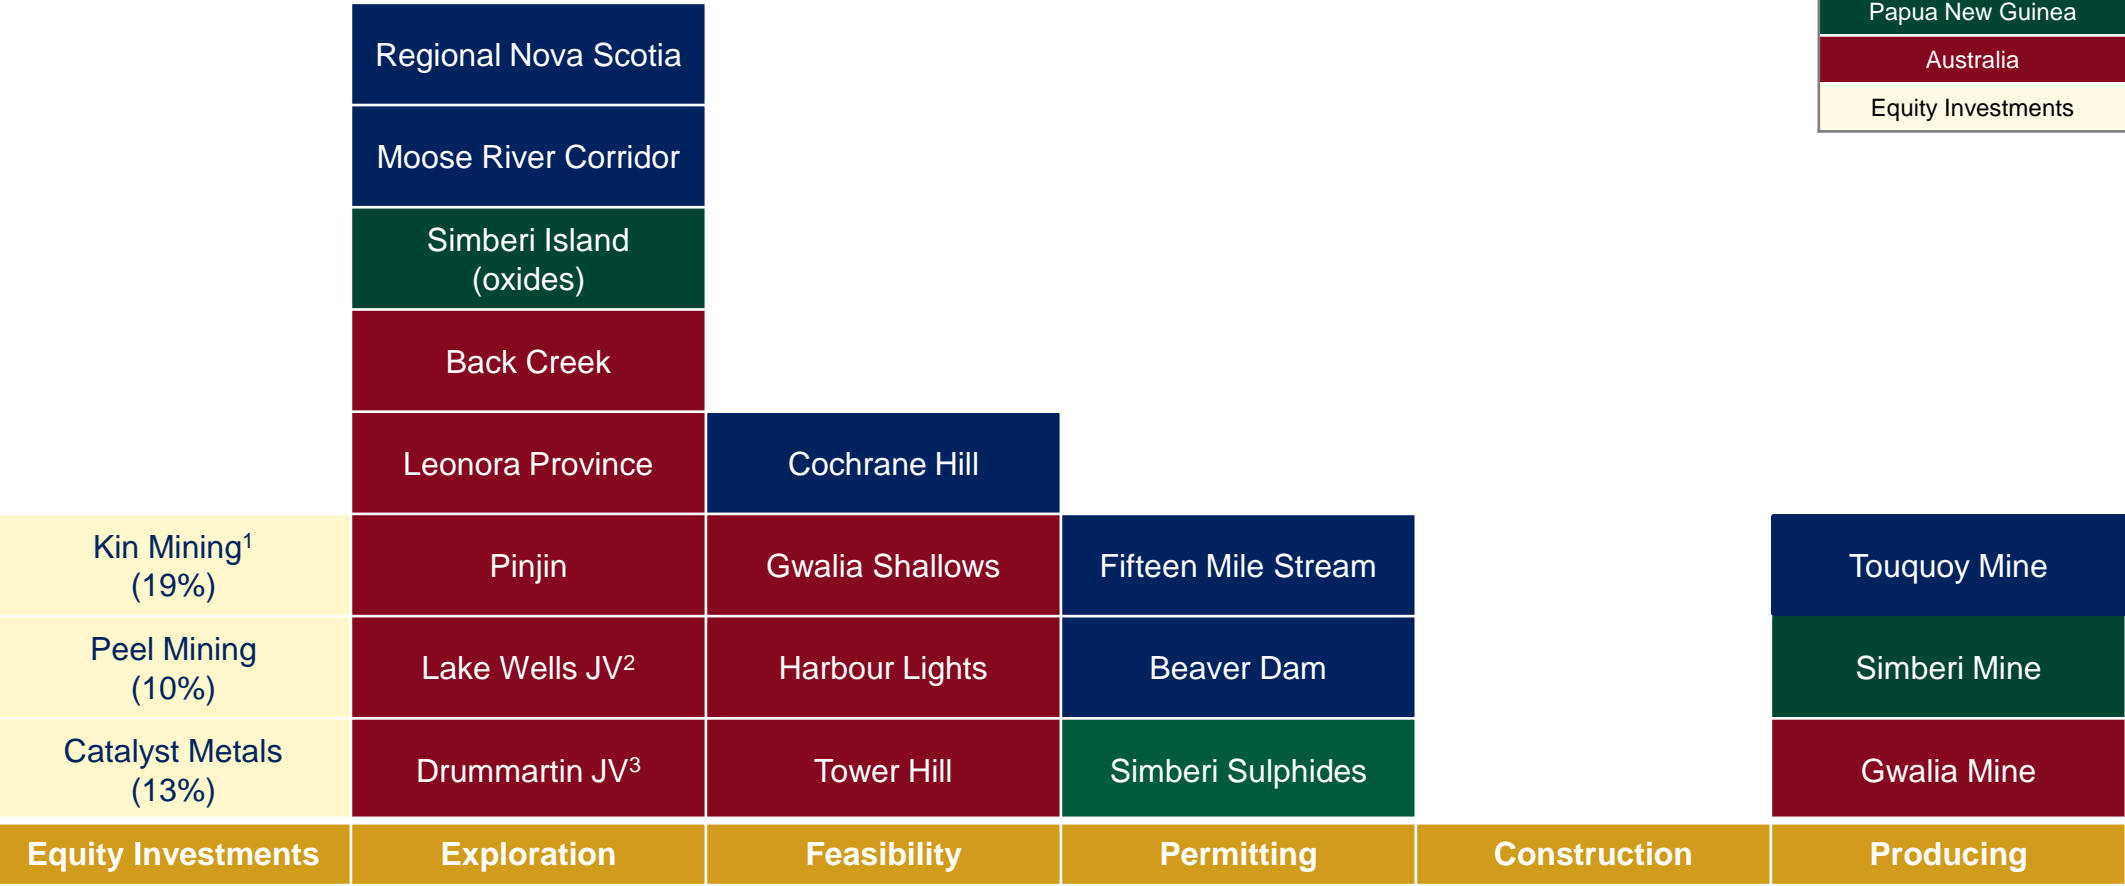 Papua New Guinea
Australia
Equity Investments
Regional Nova Scotia
Moose River Corridor
Simberi Island
(oxides)
Back Creek
Leonora Province
Cochrane Hill
Kin Mining¹
(19%)
Pinjin
Gwalia Shallows
Fifteen Mile Stream
Touquoy Mine
Peel Mining
(10%)
Lake Wells JV²
Harbour Lights
Beaver Dam
Simberi Mine
Catalyst Metals
(13%)
Drummartin JV³
Tower Hill
Simberi Sulphides
Gwalia Mine
Equity Investments
Exploration
Feasibility
Permitting
Construction
Producing